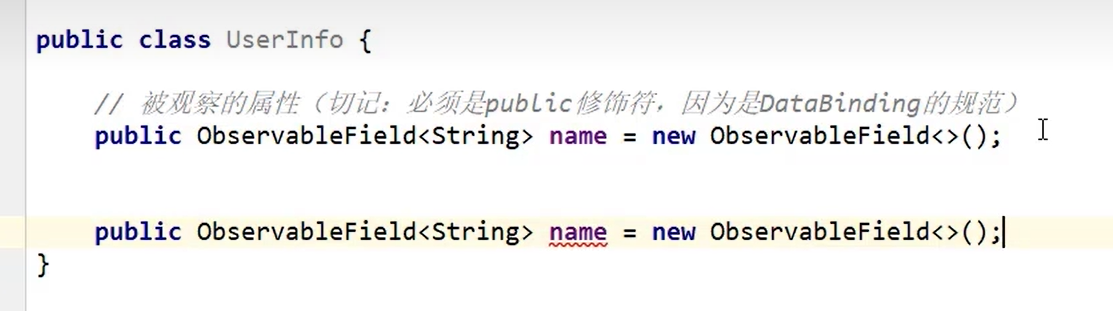 public class UserInfo {
// 被观察的属性（切记：必须是public修饰符，因为是DataBinding的规范）
public ObservableField<String> name = new ObservableField<>();
public ObservableField<String> name = new ObservableField<>();
}